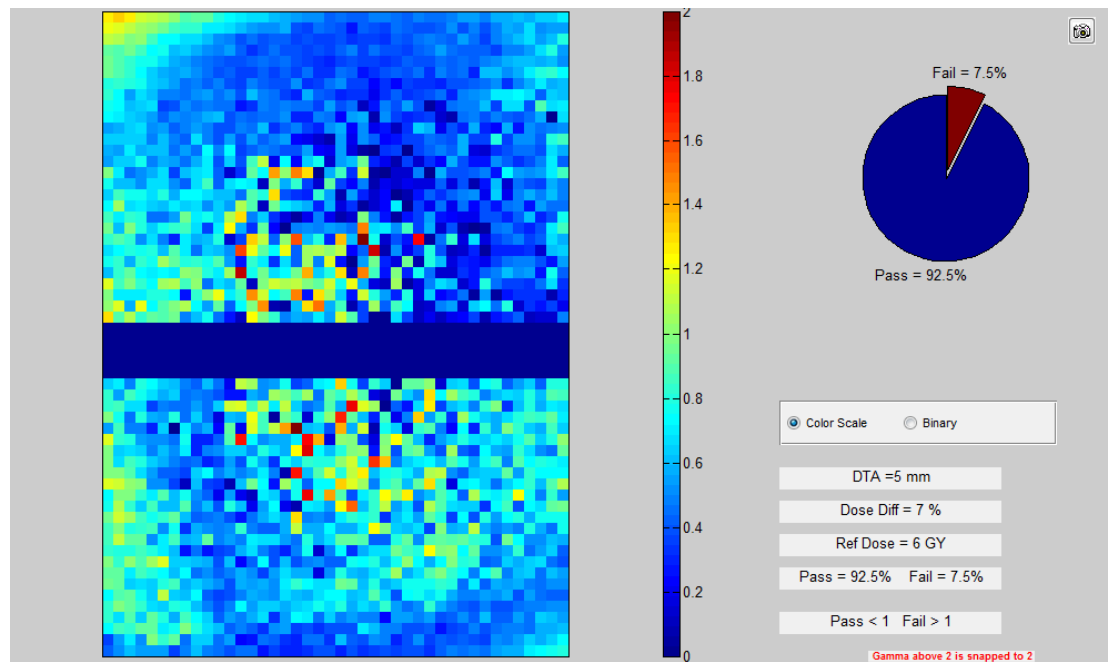 2
1.8
1.6
1.4
1.2
1
0.8
0.6
0.4
0.2
0
Fail = 7.5%
Pass = 92.5%
Color Scale Binary
DTA =5 mm
Dose Diff = 7 %
Ref Dose = 6 GY
Pass = 92.5% Fail = 7.5%
Pass < 1 Fail > 1
Gamma above 2 is snapped to 2